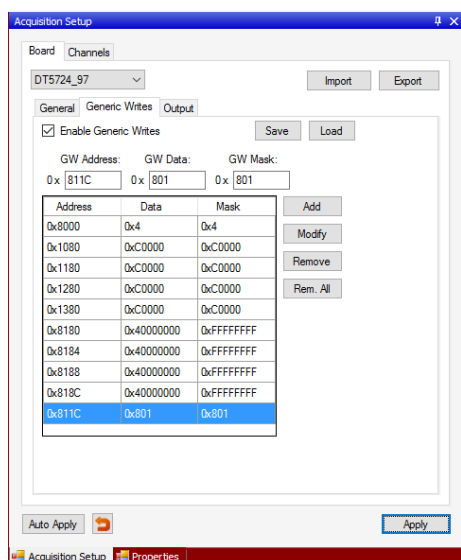 Acquisition Setup
Board Channels
DT5724_97 Import Export
General Generic Writes Output
Enable Generic Writes Save Load
GW Address: GW Data: GW Mask:
0 x 811C 0 x 801 0 x 801
Address Data Mask Add
0x8000 0x4 0x4 Modify
0x1080 0xC0000 0xC0000
0x1180 0xC0000 0xC0000 Remove
0x1280 0xC0000 0xC0000 Rem. All
0x1380 0xC0000 0xC0000
0x8180 0x40000000 0xFFFFFFFF
0x8184 0x40000000 0xFFFFFFFF
0x8188 0x40000000 0xFFFFFFFF
0x818C 0x40000000 0xFFFFFFFF
0x811C 0x801 0x801
Auto Apply Apply
Acquisition Setup Properties